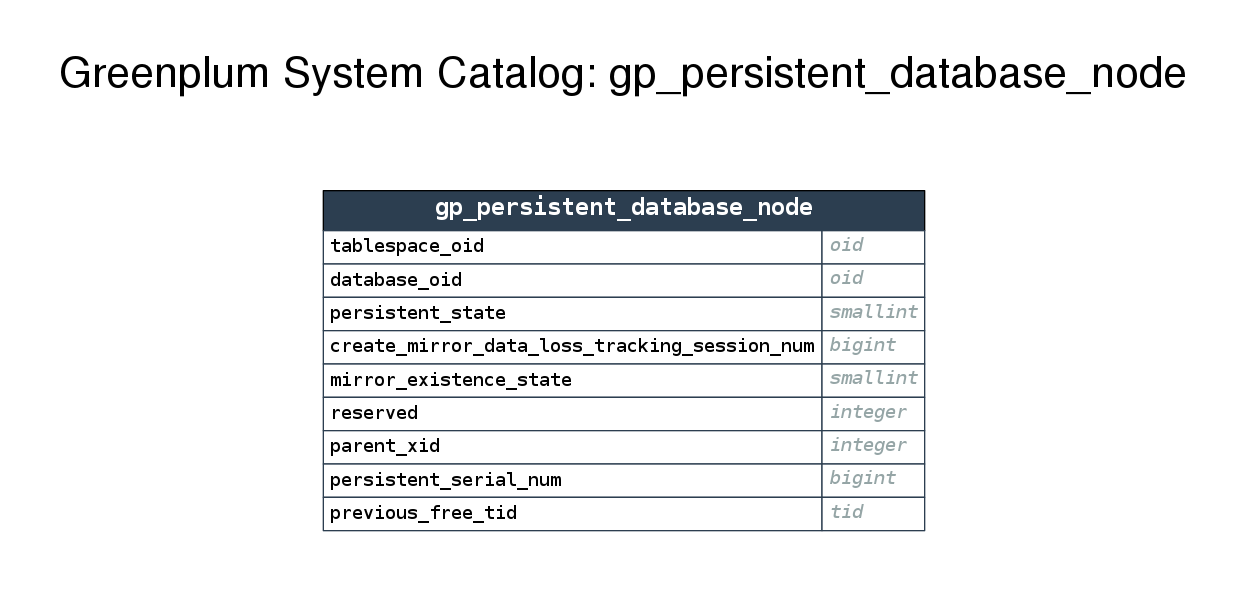 Greenplum System Catalog: gp_persistent_database_node
gp_persistent_database_node
tablespace_oid oid
database_oid oid
persistent_state smallint
create_mirror_data_loss_tracking_session_num bigint
mirror_existence_state smallint
reserved integer
parent_xid integer
persistent_serial_num bigint
previous_free_tid tid